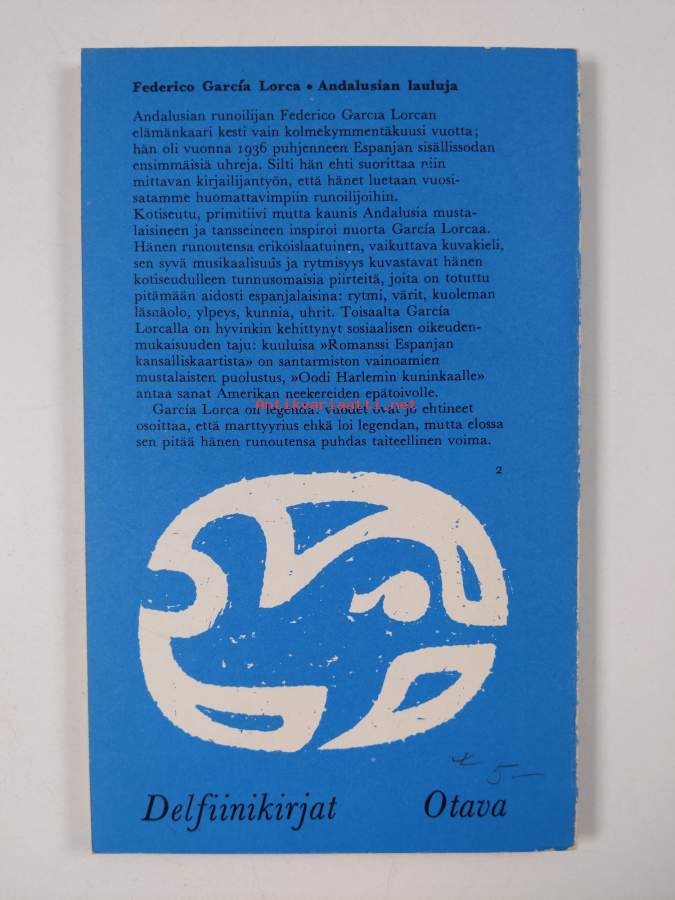 Federico García Lorca • Andalusian lauluja
Andalusian runoilijan Federico García Lorcan
elämänkaari kesti vain kolmekymmentäkuusi vuotta;
hän oli vuonna 1936 puhjenneen Espanjan sisällissodan
ensimmäisiä uhreja. Silti hän ehti suorittaa niin
mittavan kirjailijantyön, että hänet luetaan vuosi-
satamme huomattavimpiin runoilijoihin.
Kotiseutu, primitiivi mutta kaunis Andalusia musta-
laisineen ja tansseineen inspiroi nuorta García Lorcaa.
Hänen runoutensa erikoislaatuinen, vaikuttava kuvakieli,
sen syvä musikaalisuus ja rytmisyys kuvastavat hänen
kotiseudulleen tunnusomaisia piirteitä, joita on totuttu
pitämään aidosti espanjalaisina: rytmi, värit, kuoleman
läsnäolo, ylpeys, kunnia, uhrit. Toisaalta García
Lorcalla on hyvinkin kehittynyt sosiaalisen oikeuden-
mukaisuuden taju: kuuluisa »Romanssi Espanjan
kansalliskaartista» on santarmiston vainoamien
mustalaisten puolustus, »Oodi Harlemin kuninkaalle»
antaa sanat Amerikan neekereiden epätoivolle.
Antikvariaatti.net
García Lorca on legenda: vuodet ovat jo ehtineet
osoittaa, että marttyyrius ehkä loi legendan, mutta elossa
sen pitää hänen runoutensa puhdas taiteellinen voima.
2
5-
Delfiinikirjat Otava